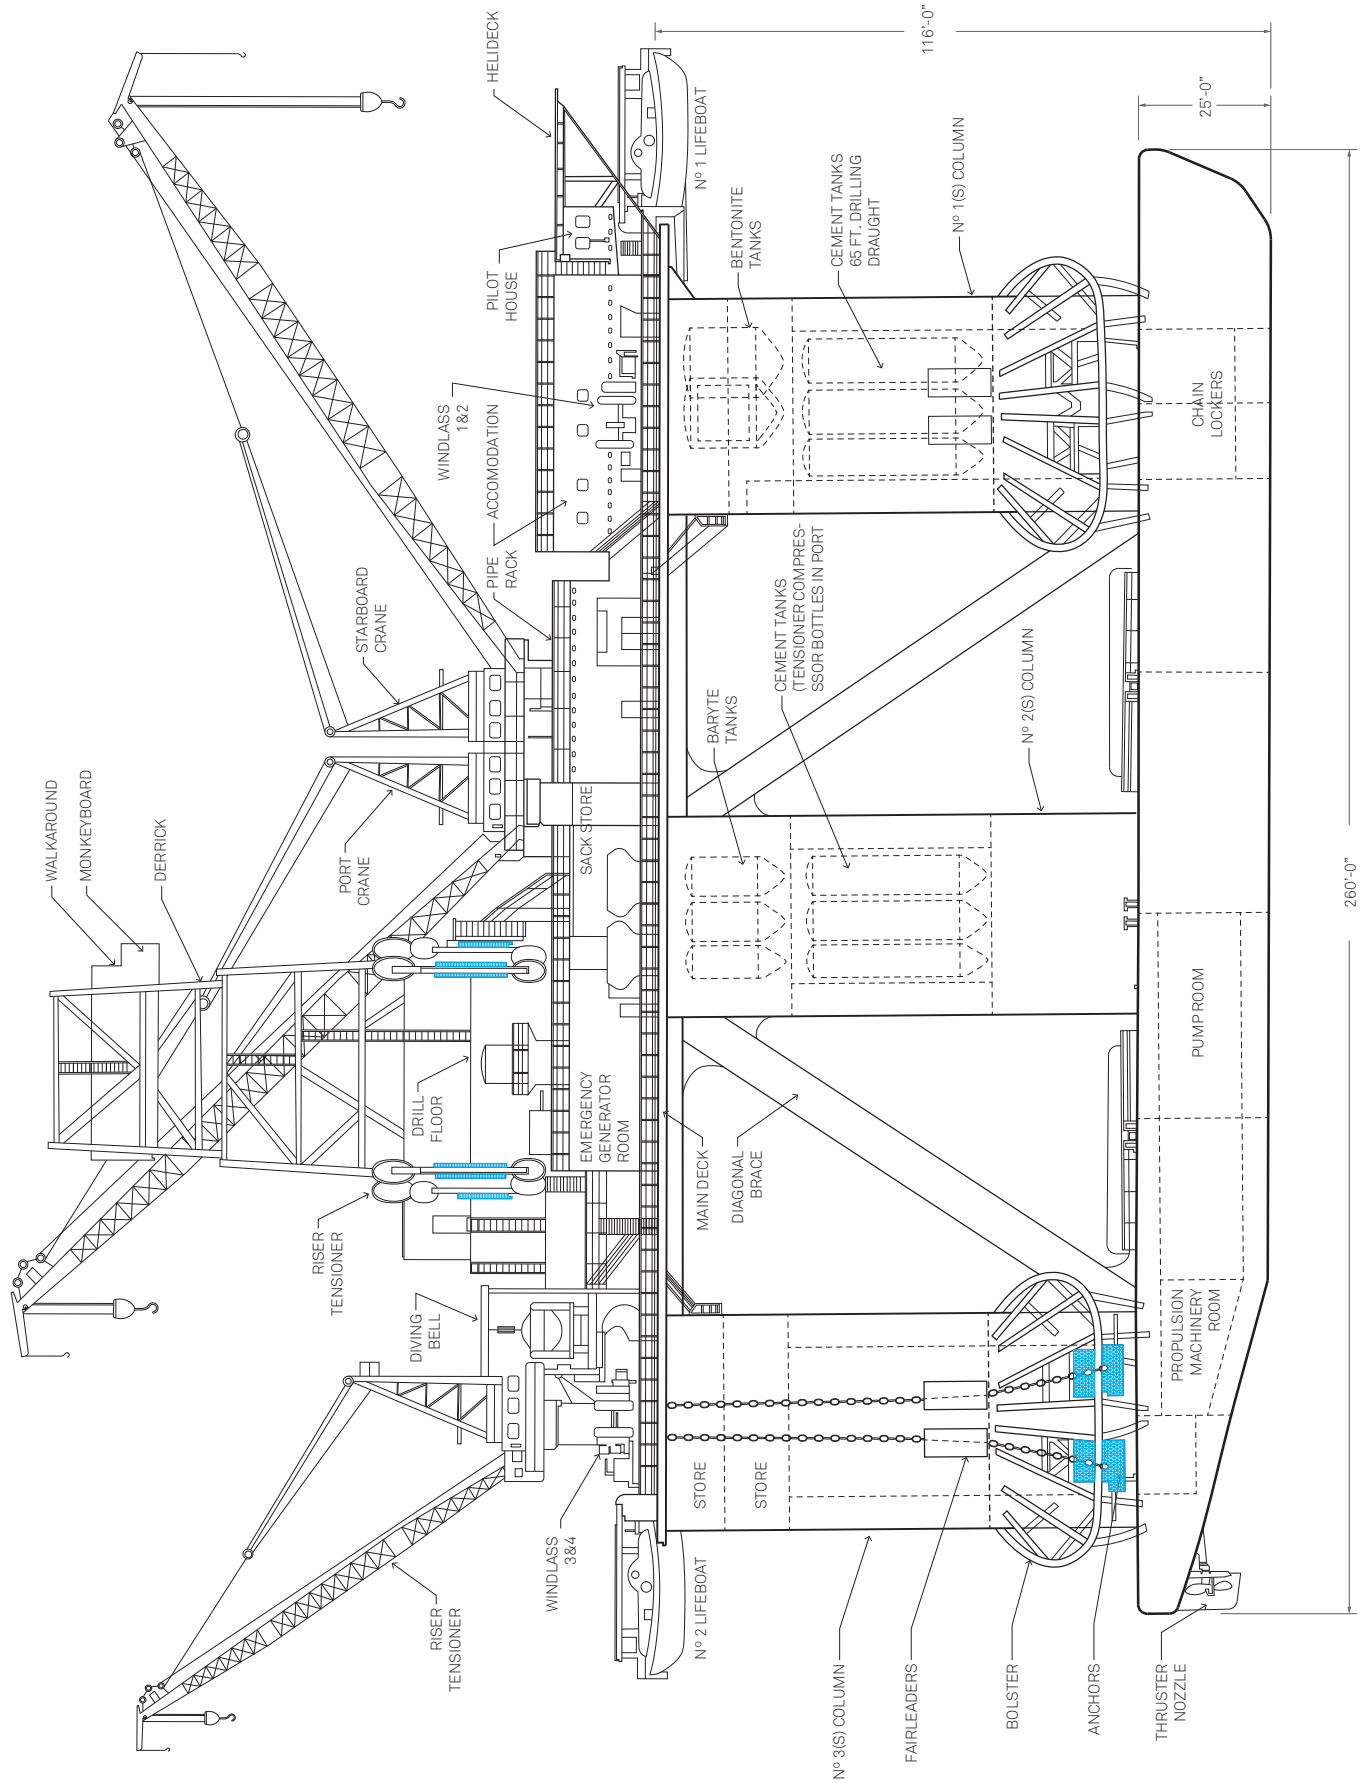 WALKAROUND
MONKEYBOARD
DERRICK
PORT
CRANE
STARBOARD
CRANE
WINDLASS
1&2
PIPE
RACK
ACCOMODATION
PILOT
HOUSE
HELIDECK
Nº 1 LIFEBOAT
116'-0"
RISER
TENSIONER
DRILL
FLOOR
DIVING
BELL
EMERGENCY
GENERATOR
ROOM
SACK STORE
RISER
TENSIONER
WINDLASS
3&4
Nº 2 LIFEBOAT
MAIN DECK
DIAGONAL
BRACE
BARYTE
TANKS
CEMENT TANKS
(TENSIONER COMPRES-
SSOR BOTTLES IN PORT
BENTONITE
TANKS
CEMENT TANKS
65 FT. DRILLING
DRAUGHT
Nº 1(S) COLUMN
Nº 2(S) COLUMN
STORE
STORE
Nº 3(S) COLUMN
FAIRLEADERS
BOLSTER
ANCHORS
THRUSTER
NOZZLE
PROPULSION
MACHINERY
ROOM
PUMPROOM
CHAIN
LOCKERS
25'-0"
260'-0"